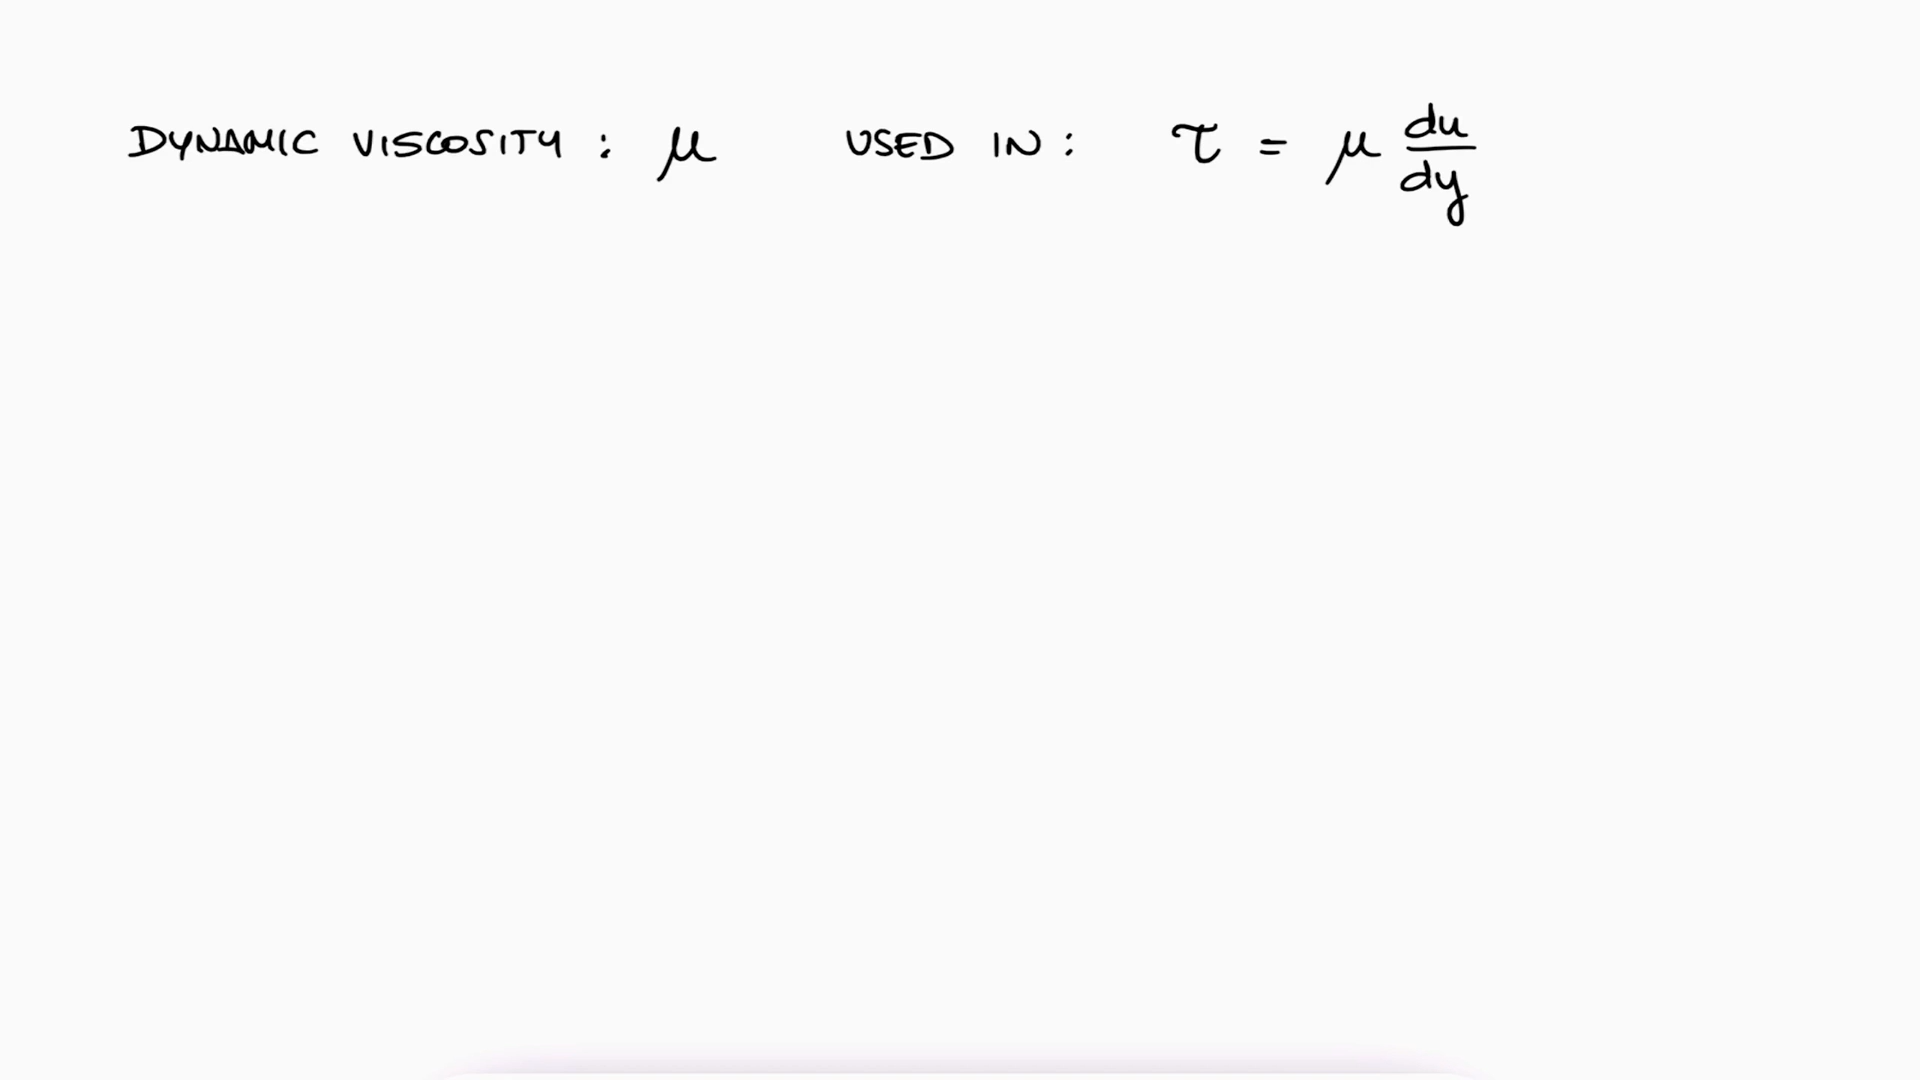 DYNAMIC VISCOSITY : μ USED IN : τ = μ du/dy